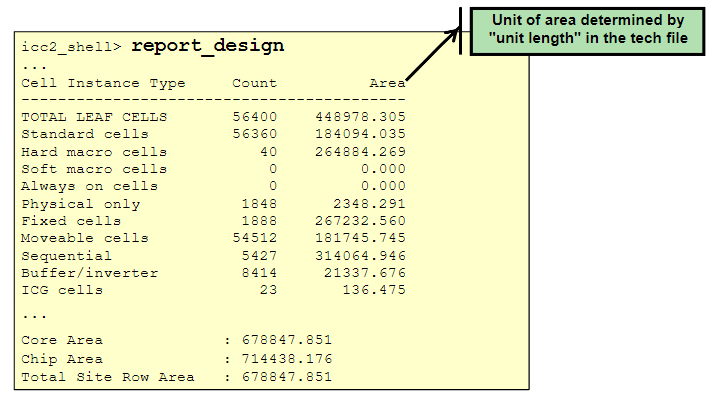 Unit of area determined by
"unit length" in the tech file
icc2_shell> report_design
...
Cell Instance Type      Count           Area
--------------------------------------------
TOTAL LEAF CELLS        56400     448978.305
Standard cells          56360     184094.035
Hard macro cells           40     264884.269
Soft macro cells            0          0.000
Always on cells             0          0.000
Physical only            1848       2348.291
Fixed cells              1888     267232.560
Moveable cells          54512     181745.745
Sequential               5427     314064.946
Buffer/inverter          8414      21337.676
ICG cells                  23        136.475
...
Core Area              : 678847.851
Chip Area              : 714438.176
Total Site Row Area    : 678847.851